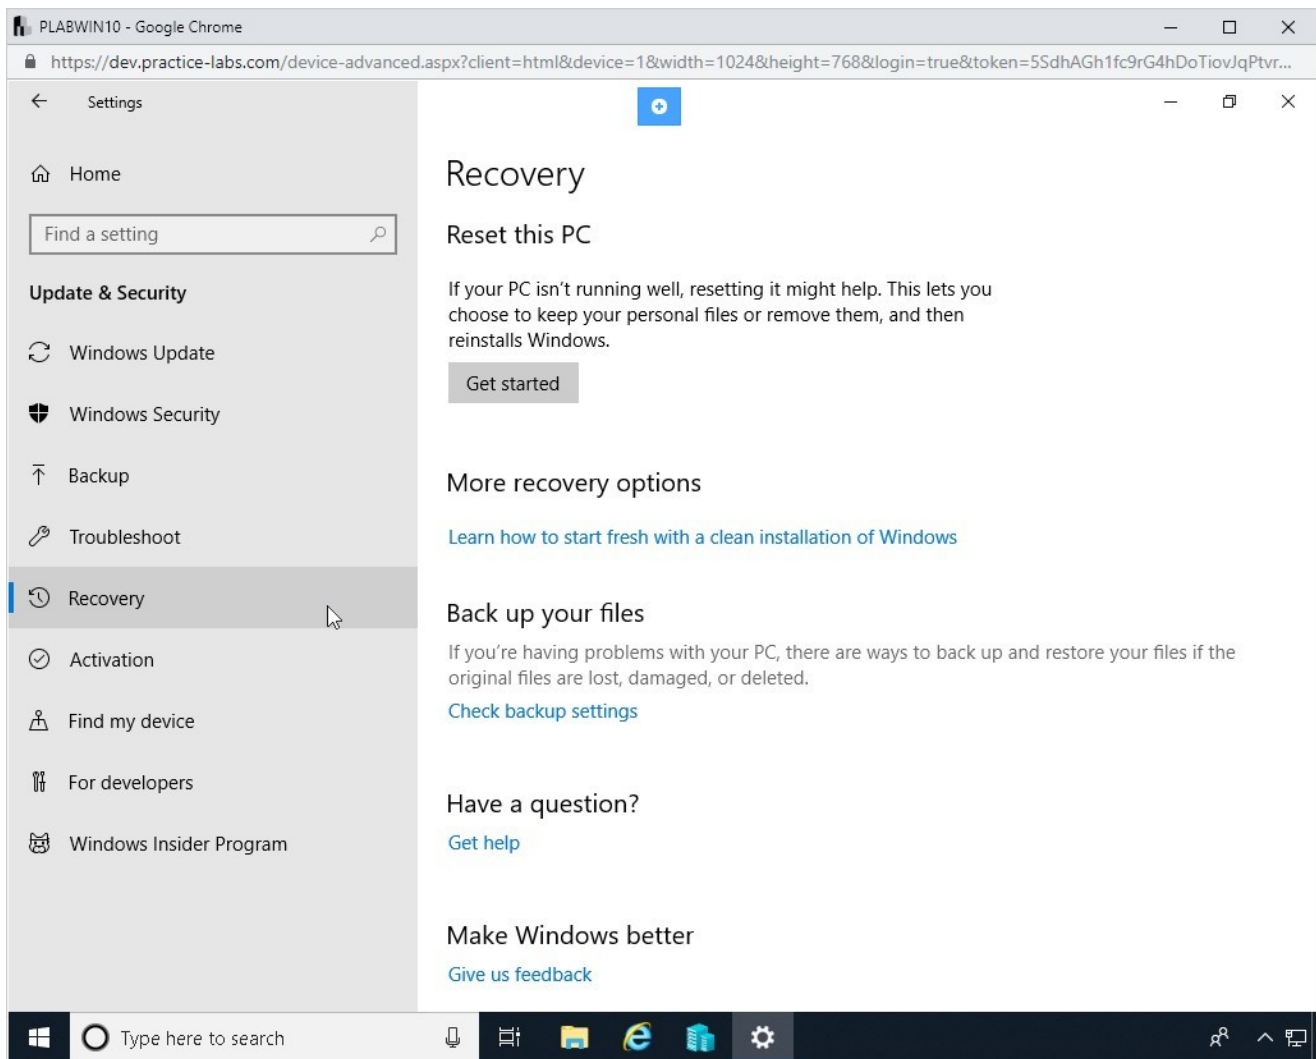 PLABWIN10 - Google Chrome
https://dev.practice-labs.com/device-advanced.aspx?client=html&device=1&width=1024&height=768&login=true&token=5SdhAGh1fc9rG4hDoTiovJqPtvr...
Settings
Home
Find a setting
Update & Security
Windows Update
Windows Security
Backup
Troubleshoot
Recovery
Activation
Find my device
For developers
Windows Insider Program
Recovery
Reset this PC
If your PC isn't running well, resetting it might help. This lets you
choose to keep your personal files or remove them, and then
reinstalls Windows.
Get started
More recovery options
Learn how to start fresh with a clean installation of Windows
Back up your files
If you're having problems with your PC, there are ways to back up and restore your files if the
original files are lost, damaged, or deleted.
Check backup settings
Have a question?
Get help
Make Windows better
Give us feedback
Type here to search